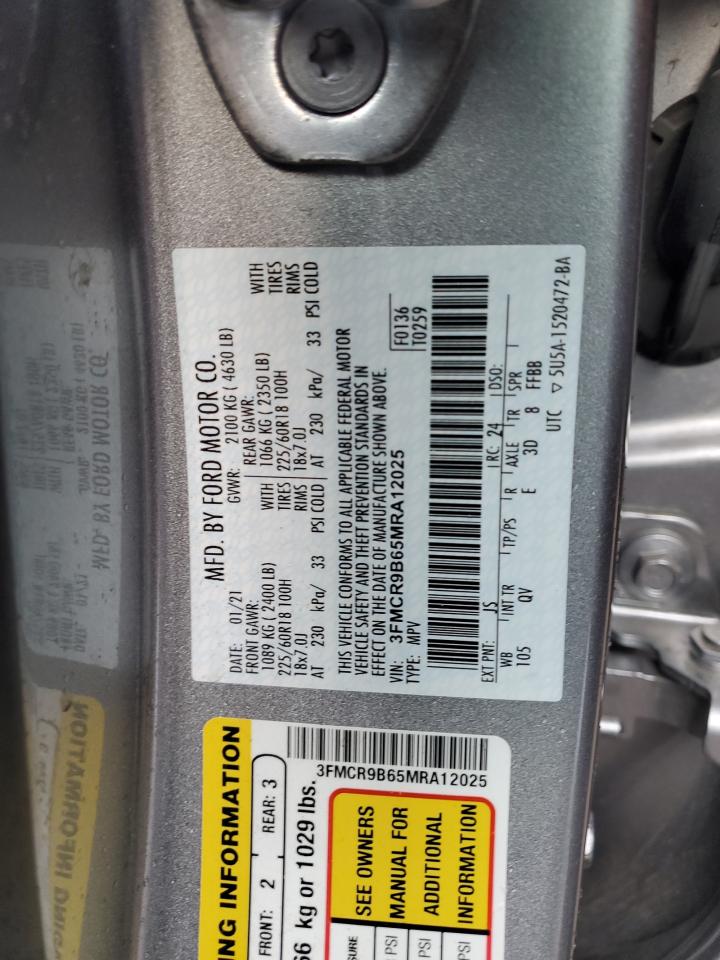 MFD. BY FORD MOTOR CO.
DATE: 01/21 GVWR: 2100 KG ( 4630 LB)
FRONT GAWR: REAR GAWR:
1089 KG ( 2400 LB) WITH 1066 KG ( 2350 LB) WITH
225/60R18 100H TIRES 225/60R18 100H TIRES
18x7.0J RIMS 18x7.0J RIMS
AT 230 kPa/ 33 PSI COLD AT 230 kPa/ 33 PSI COLD
THIS VEHICLE CONFORMS TO ALL APPLICABLE FEDERAL MOTOR
VEHICLE SAFETY AND THEFT PREVENTION STANDARDS IN
EFFECT ON THE DATE OF MANUFACTURE SHOWN ABOVE.
VIN: 3FMCR9B65MRA12025 F0136
TYPE: MPV T0259
EXT PNT: JS RC: 24 DSO:
WB INT TR TP/PS R AXLE TR SPR
105 QV E 3D 8 FFBB
UTC ▽ 5U5A-1520472-BA
NG INFORMATION
FRONT: 2 REAR: 3
66 kg or 1029 lbs.
3FMCR9B65MRA12025
SEE OWNERS
MANUAL FOR
ADDITIONAL
INFORMATION
SURE
PSI
PSI
PSI